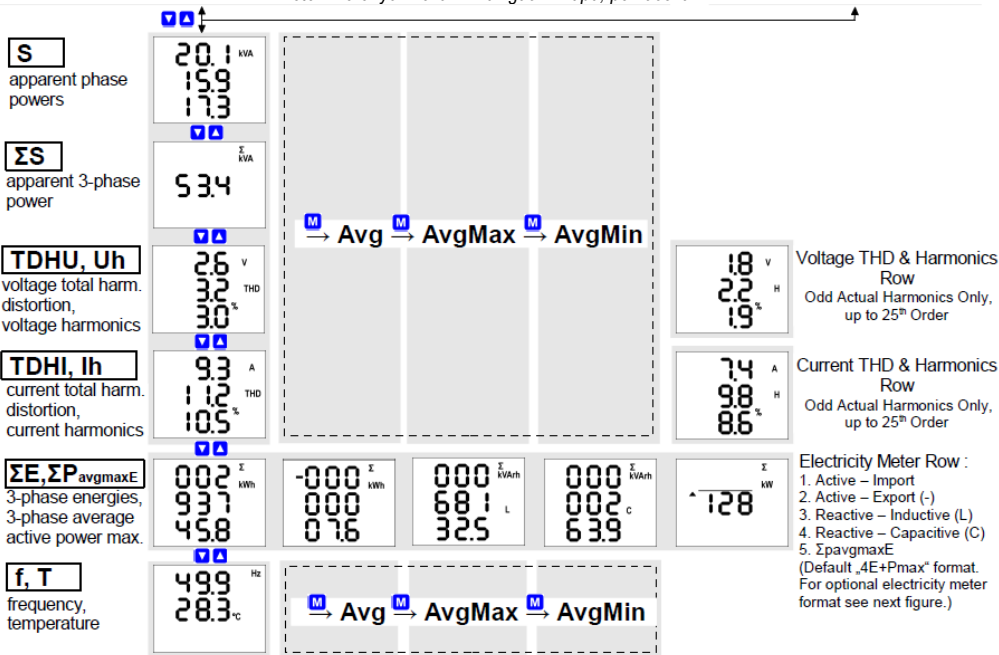 S
apparent phase
powers
20.1 kVA
15.9
17.3
ΣS
apparent 3-phase
power
Σ
kVA
53.4
M → Avg M → AvgMax M → AvgMin
TDHU, Uh
voltage total harm.
distortion,
voltage harmonics
2.6 V
3.2 THD
3.0 %
1.8 V
2.2 H
1.9 %
Voltage THD & Harmonics
Row
Odd Actual Harmonics Only,
up to 25th Order
TDHI, Ih
current total harm.
distortion,
current harmonics
9.3 A
11.2 THD
10.5 %
7.4 A
9.8 H
8.6 %
Current THD & Harmonics
Row
Odd Actual Harmonics Only,
up to 25th Order
ΣE,ΣPavgmaxE
3-phase energies,
3-phase average
active power max.
002 Σ kWh
937
45.8
-000 Σ kWh
000
07.6
000 Σ kVArh
681 L
32.5
000 Σ kVArh
002 C
63.9
Σ
kW
128
Electricity Meter Row :
1. Active – Import
2. Active – Export (-)
3. Reactive – Inductive (L)
4. Reactive – Capacitive (C)
5. ΣpavgmaxE
(Default „4E+Pmax“ format.
For optional electricity meter
format see next figure.)
f, T
frequency,
temperature
49.9 Hz
28.3 °C
M → Avg M → AvgMax M → AvgMin